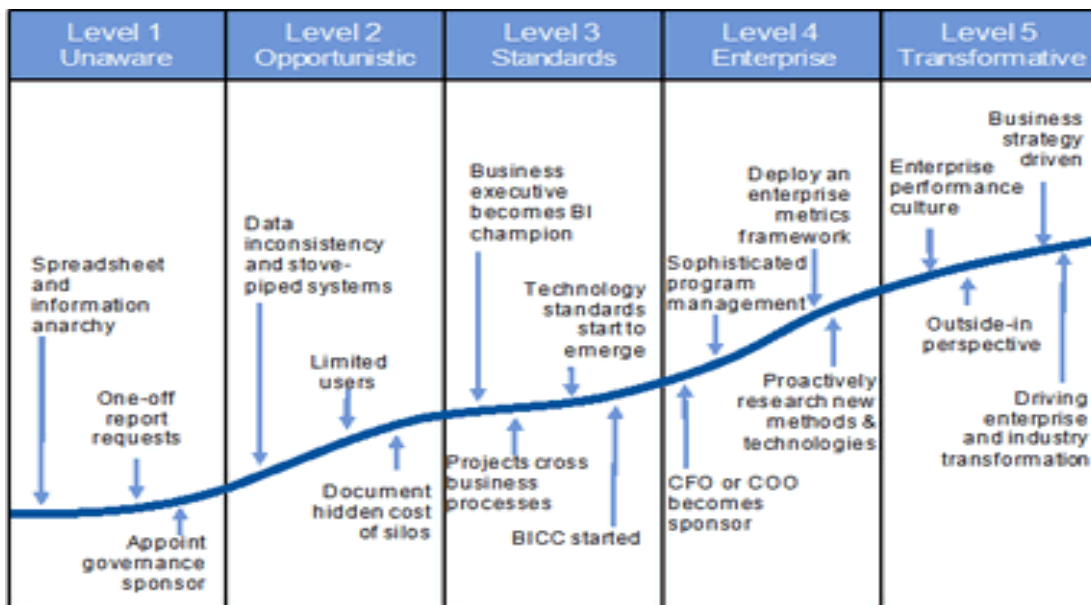 Level 1
Unaware
Level 2
Opportunistic
Level 3
Standards
Level 4
Enterprise
Level 5
Transformative
Spreadsheet
and
information
anarchy
One-off
report
requests
Appoint
governance
sponsor
Data
inconsistency
and stove-
piped systems
Limited
users
Document
hidden cost
of silos
Business
executive
becomes BI
champion
Technology
standards
start to
emerge
Projects cross
business
processes
BICC started
Deploy an
enterprise
metrics
framework
Sophisticated
program
management
Proactively
research new
methods &
technologies
CFO or COO
becomes
sponsor
Business
strategy
driven
Enterprise
performance
culture
Outside-in
perspective
Driving
enterprise
and industry
transformation